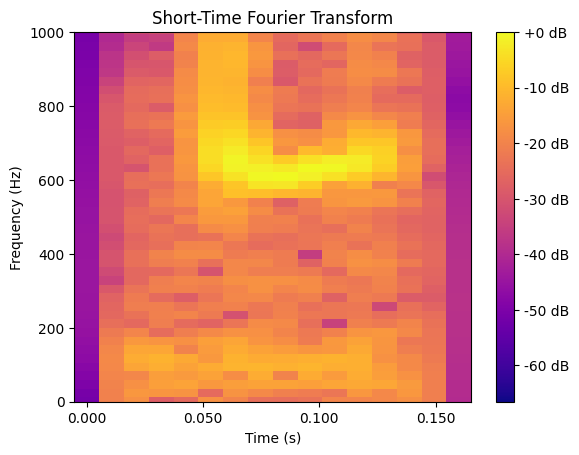 Short-Time Fourier Transform
1000
800
600
400
200
0
Frequency (Hz)
0.000
0.050
0.100
0.150
Time (s)
+0 dB
-10 dB
-20 dB
-30 dB
-40 dB
-50 dB
-60 dB